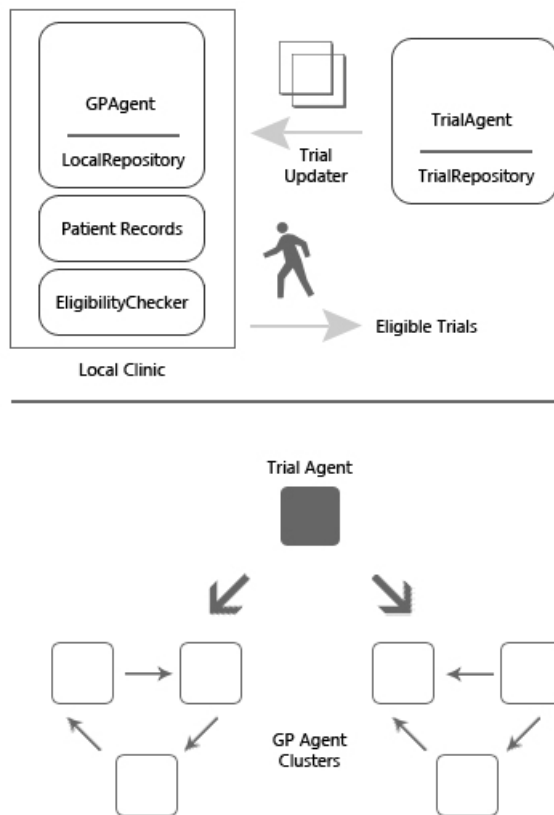 GPAgent
LocalRepository
Patient Records
EligibilityChecker
Local Clinic
Trial
Updater
TrialAgent
TrialRepository
Eligible Trials
Trial Agent
GP Agent
Clusters